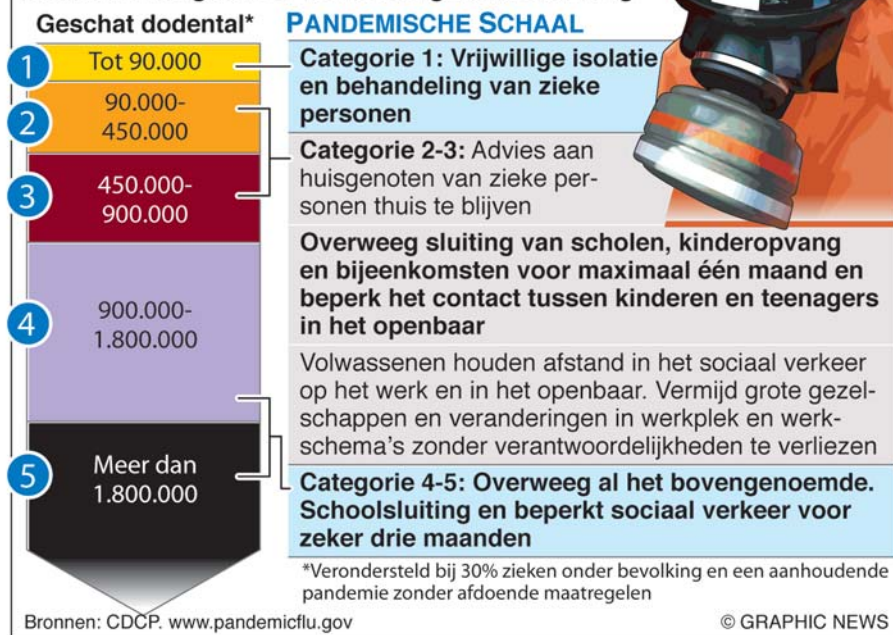 Geschat dodental*
PANDEMISCHE SCHAAL
1
Tot 90.000
2
90.000-
450.000
3
450.000-
900.000
4
900.000-
1.800.000
5
Meer dan
1.800.000
Categorie 1: Vrijwillige isolatie
en behandeling van zieke
personen
Categorie 2-3: Advies aan
huisgenoten van zieke per-
sonen thuis te blijven
Overweeg sluiting van scholen, kinderopvang
en bijeenkomsten voor maximaal één maand en
beperk het contact tussen kinderen en teenagers
in het openbaar
Volwassenen houden afstand in het sociaal verkeer
op het werk en in het openbaar. Vermijd grote gezel-
schappen en veranderingen in werkplek en werk-
schema's zonder verantwoordelijkheden te verliezen
Categorie 4-5: Overweeg al het bovengenoemde.
Schoolsluiting en beperkt sociaal verkeer voor
zeker drie maanden
*Verondersteld bij 30% zieken onder bevolking en een aanhoudende
pandemie zonder afdoende maatregelen
Bronnen: CDCP. www.pandemicflu.gov
© GRAPHIC NEWS